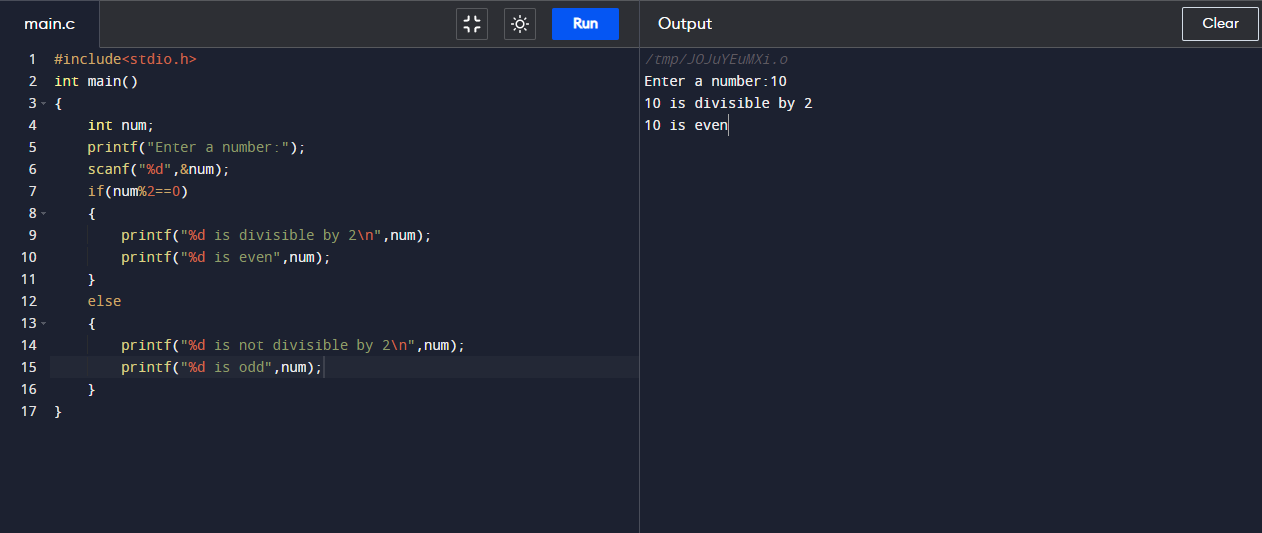 main.c
Run
Output
Clear
1 #include<stdio.h>
2 int main()
3 {
4     int num;
5     printf("Enter a number:");
6     scanf("%d",&num);
7     if(num%2==0)
8     {
9         printf("%d is divisible by 2\n",num);
10         printf("%d is even",num);
11     }
12     else
13     {
14         printf("%d is not divisible by 2\n",num);
15         printf("%d is odd",num);
16     }
17 }
/tmp/JOJuYEuMXi.o
Enter a number:10
10 is divisible by 2
10 is even